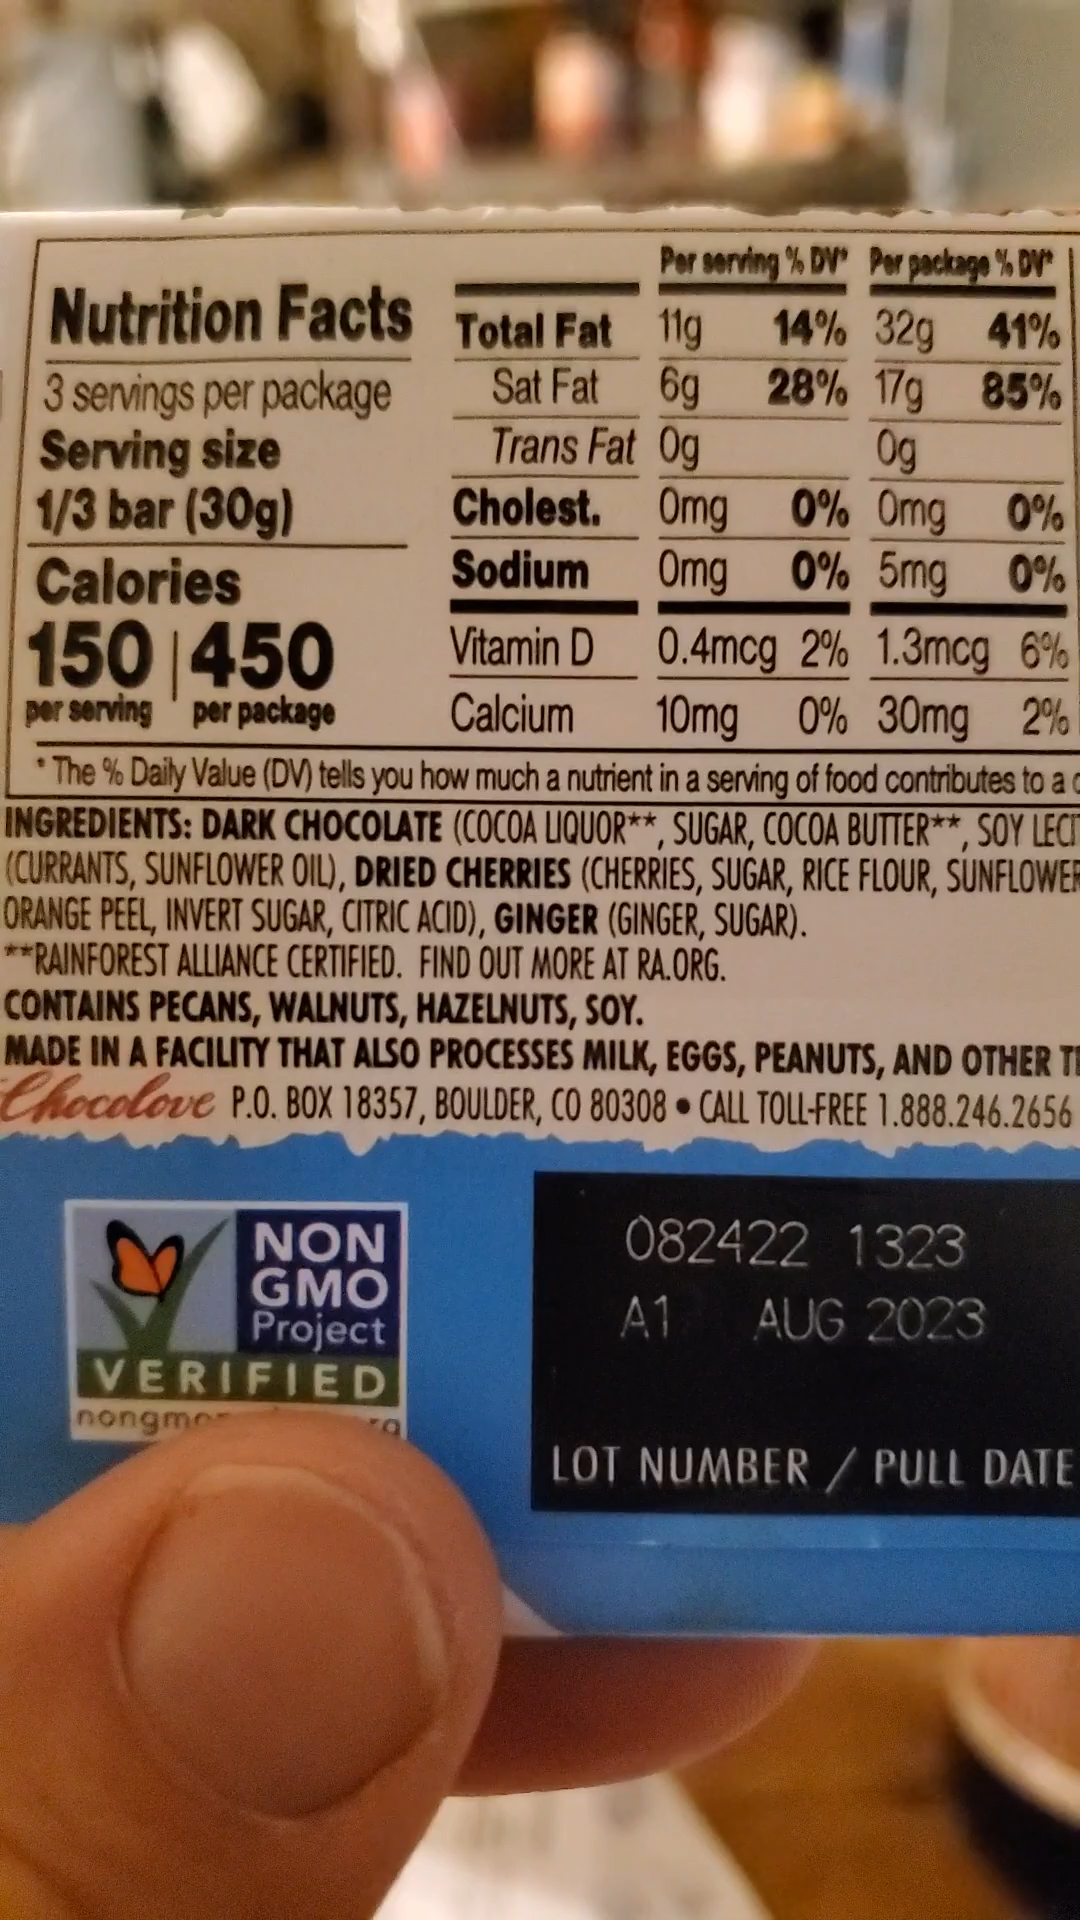 Per serving % DV* Per package % DV*
Nutrition Facts
3 servings per package
Serving size
1/3 bar (30g)
Calories
150 | 450
per serving per package
Total Fat 11g 14% 32g 41%
Sat Fat 6g 28% 17g 85%
Trans Fat 0g 0g
Cholest. 0mg 0% 0mg 0%
Sodium 0mg 0% 5mg 0%
Vitamin D 0.4mcg 2% 1.3mcg 6%
Calcium 10mg 0% 30mg 2%
* The % Daily Value (DV) tells you how much a nutrient in a serving of food contributes to a
INGREDIENTS: DARK CHOCOLATE (COCOA LIQUOR**, SUGAR, COCOA BUTTER**, SOY LECI
(CURRANTS, SUNFLOWER OIL), DRIED CHERRIES (CHERRIES, SUGAR, RICE FLOUR, SUNFLOWER
ORANGE PEEL, INVERT SUGAR, CITRIC ACID), GINGER (GINGER, SUGAR).
**RAINFOREST ALLIANCE CERTIFIED. FIND OUT MORE AT RA.ORG.
CONTAINS PECANS, WALNUTS, HAZELNUTS, SOY.
MADE IN A FACILITY THAT ALSO PROCESSES MILK, EGGS, PEANUTS, AND OTHER
Chocolove P.O. BOX 18357, BOULDER, CO 80308 • CALL TOLL-FREE 1.888.246.2656
NON
GMO
Project
VERIFIED
082422 1323
A1 AUG 2023
LOT NUMBER / PULL DATE